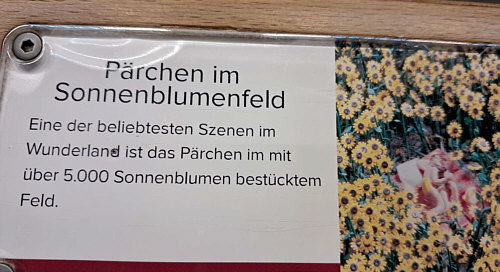 Pärchen im
Sonnenblumenfeld
Eine der beliebtesten Szenen im
Wunderland ist das Pärchen im mit
über 5.000 Sonnenblumen bestücktem
Feld.